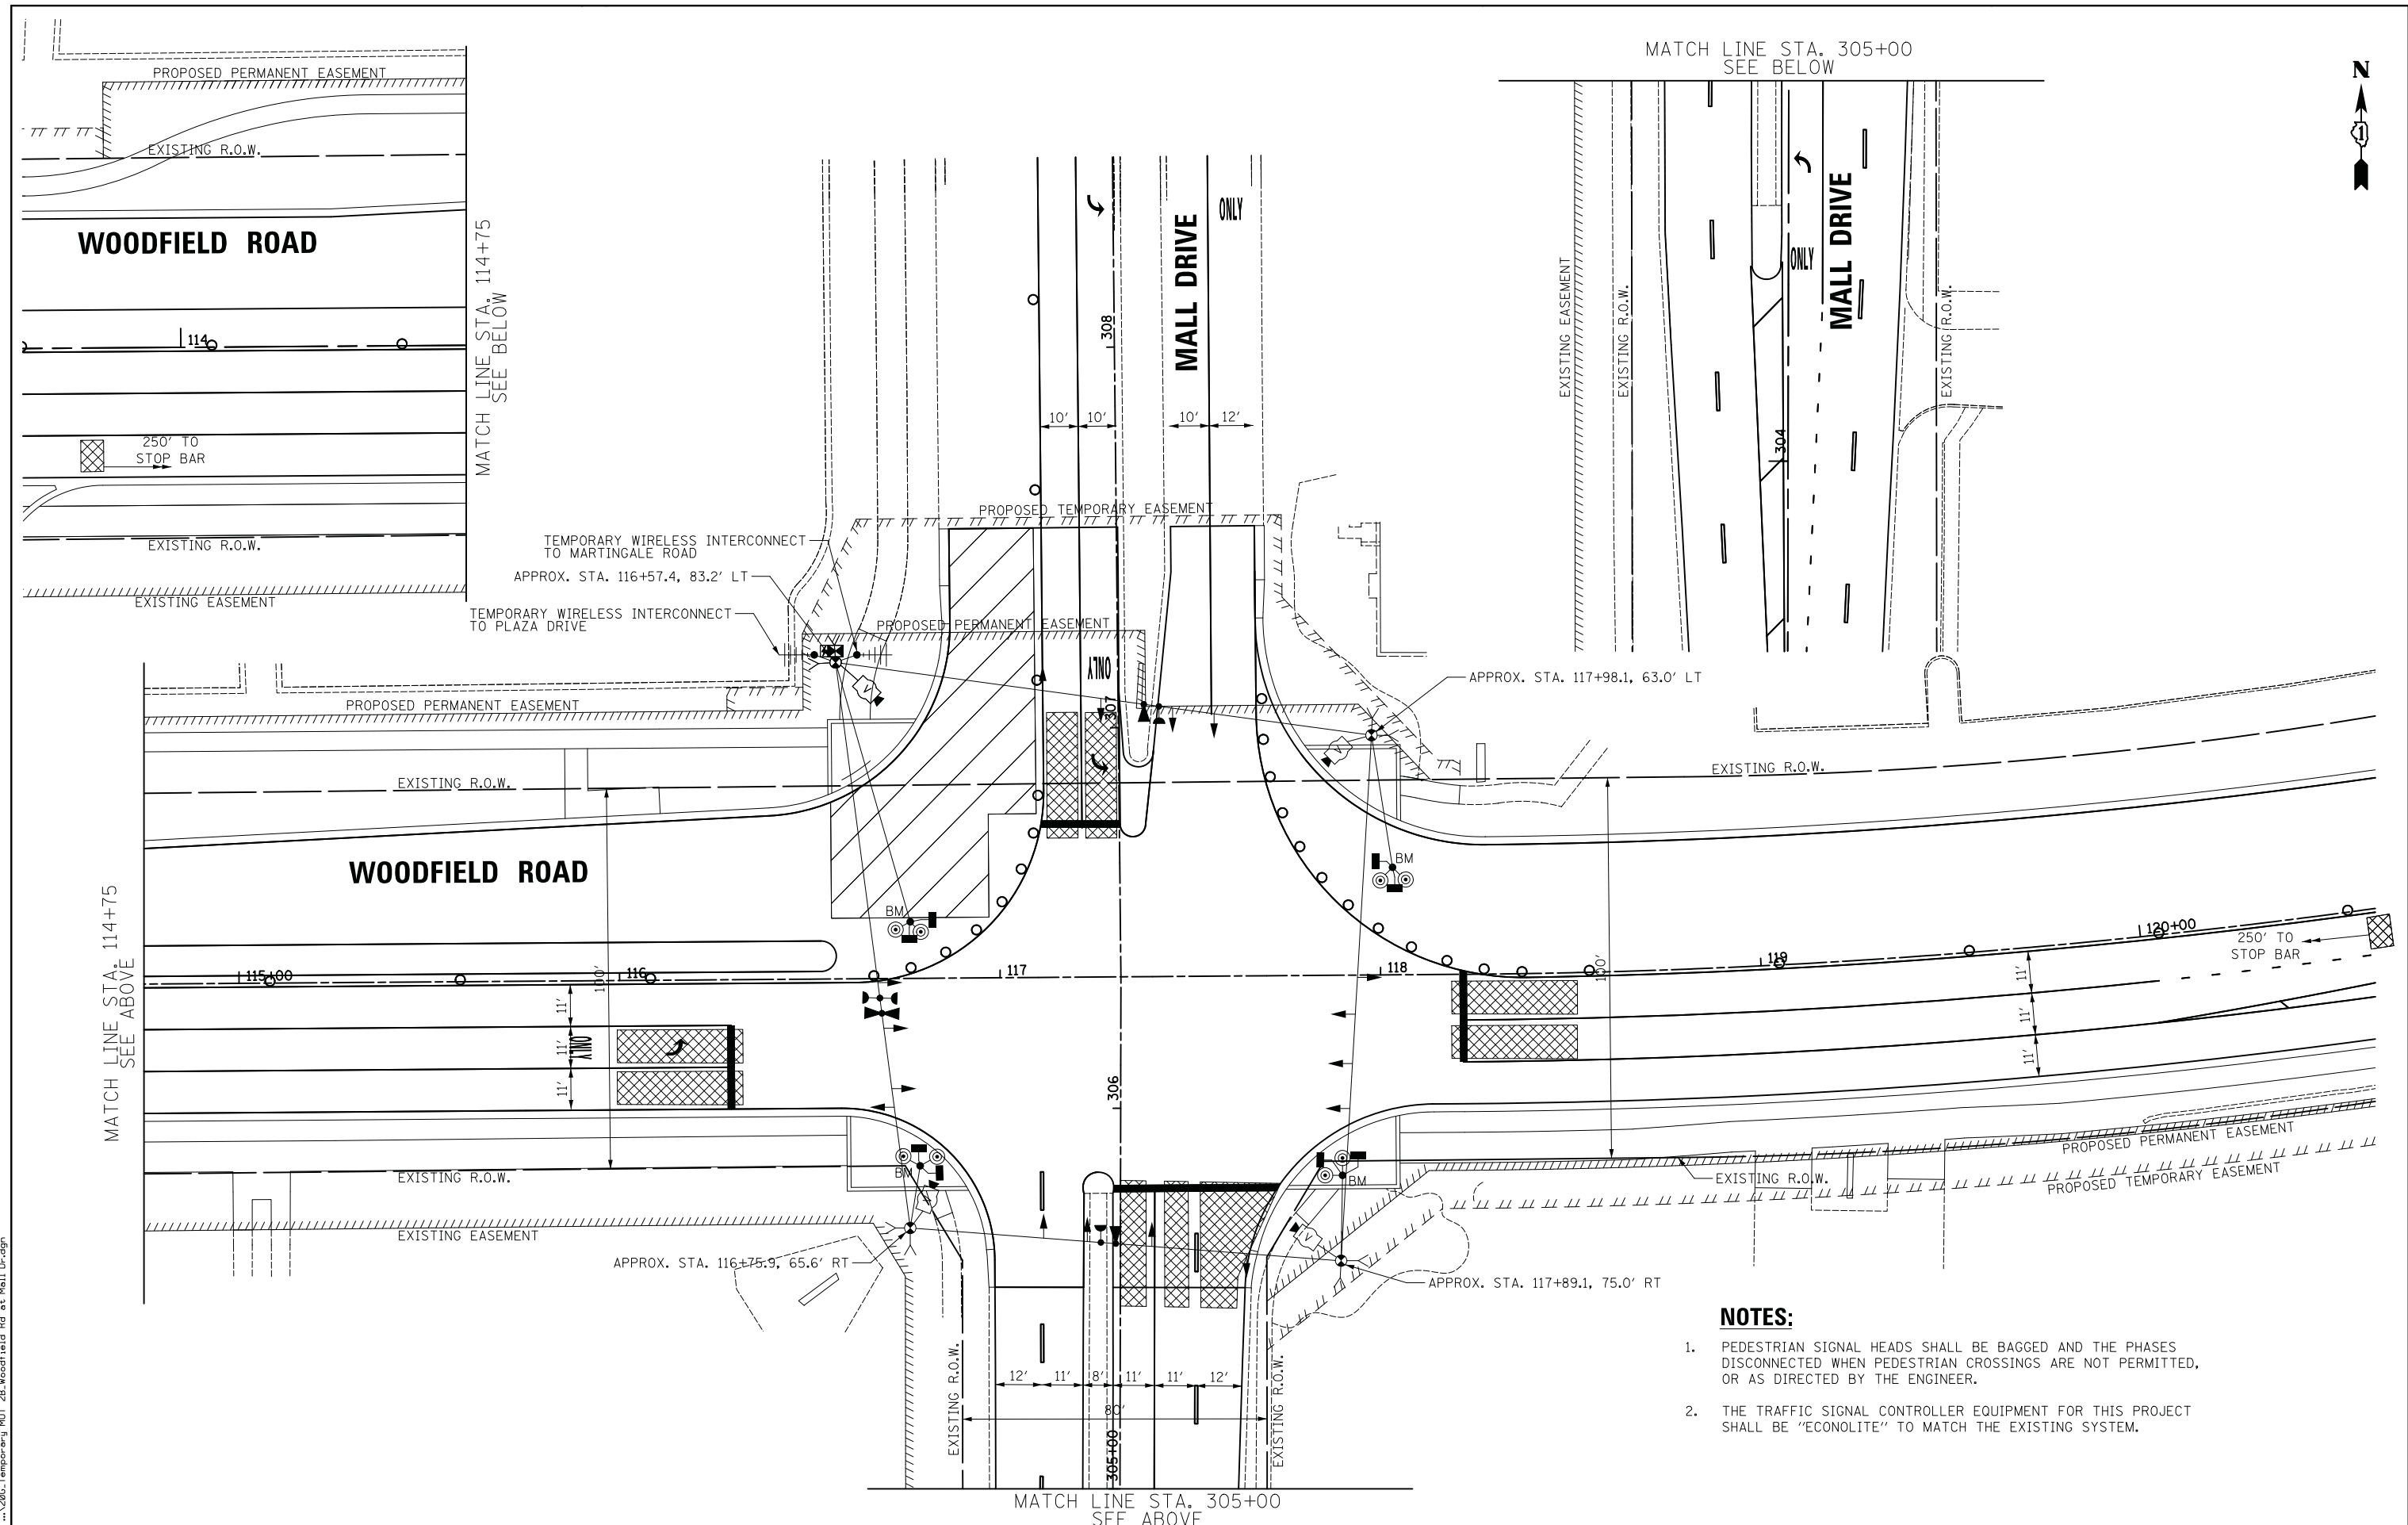 MATCH LINE STA. 305+00
SEE BELOW
N
1
PROPOSED PERMANENT EASEMENT
EXISTING R.O.W.
WOODFIELD ROAD
114
250' TO
STOP BAR
EXISTING R.O.W.
EXISTING EASEMENT
MATCH LINE STA. 114+75
SEE BELOW
MALL DRIVE
ONLY
308
10'
10'
10'
12'
EXISTING EASEMENT
EXISTING R.O.W.
ONLY
MALL DRIVE
304
EXISTING R.O.W.
PROPOSED TEMPORARY EASEMENT
TEMPORARY WIRELESS INTERCONNECT
TO MARTINGALE ROAD
APPROX. STA. 116+57.4, 83.2' LT
TEMPORARY WIRELESS INTERCONNECT
TO PLAZA DRIVE
PROPOSED PERMANENT EASEMENT
ONLY
307
V
V
APPROX. STA. 117+98.1, 63.0' LT
PROPOSED PERMANENT EASEMENT
EXISTING R.O.W.
EXISTING R.O.W.
WOODFIELD ROAD
BM
BM
MATCH LINE STA. 114+75
SEE ABOVE
115+00
116
117
118
119
120+00
100'
100'
250' TO
STOP BAR
11'
11'
11'
ONLY
11'
11'
11'
306
EXISTING R.O.W.
EXISTING EASEMENT
BM
V
BM
V
EXISTING R.O.W.
PROPOSED PERMANENT EASEMENT
PROPOSED TEMPORARY EASEMENT
APPROX. STA. 116+75.9, 65.6' RT
APPROX. STA. 117+89.1, 75.0' RT
EXISTING R.O.W.
12'
11'
8'
11'
11'
12'
80'
305+00
EXISTING R.O.W.
MATCH LINE STA. 305+00
SEE ABOVE
NOTES:
1. PEDESTRIAN SIGNAL HEADS SHALL BE BAGGED AND THE PHASES
DISCONNECTED WHEN PEDESTRIAN CROSSINGS ARE NOT PERMITTED,
OR AS DIRECTED BY THE ENGINEER.
2. THE TRAFFIC SIGNAL CONTROLLER EQUIPMENT FOR THIS PROJECT
SHALL BE "ECONOLITE" TO MATCH THE EXISTING SYSTEM.